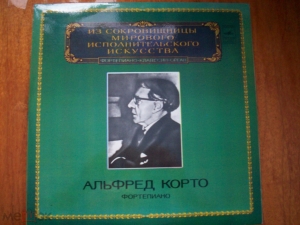 ИЗ СОКРОВИЩНИЦЫ
МИРОВОГО
ИСПОЛНИТЕЛЬСКОГО
ИСКУССТВА
АЛЬФРЕД КОРТО
ФОРТЕПИАНО